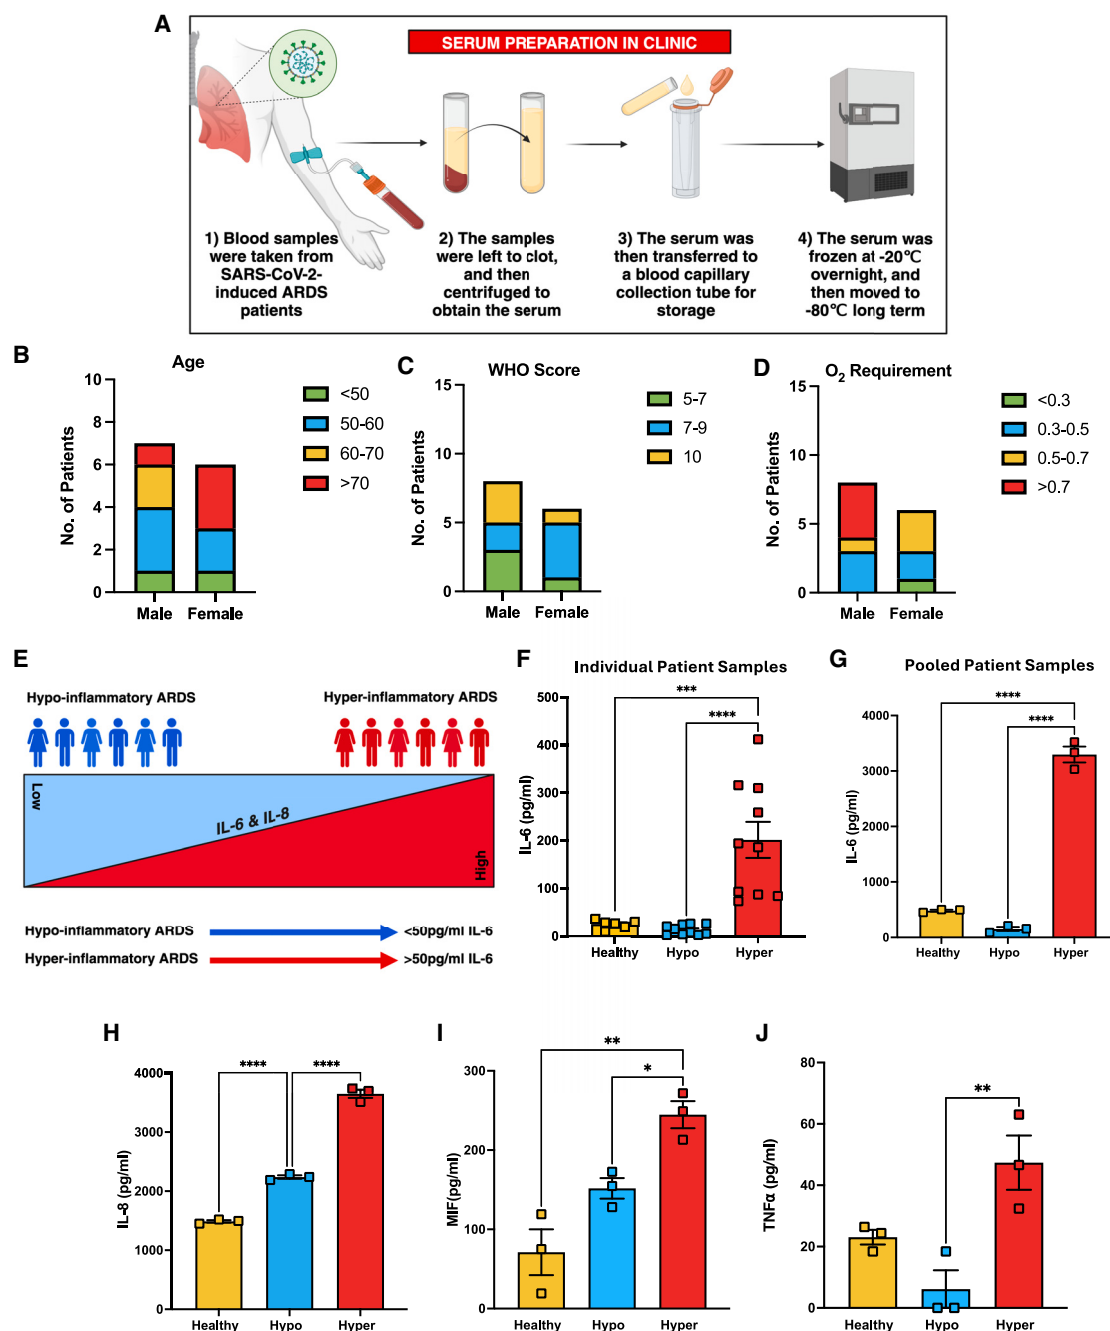 A
SERUM PREPARATION IN CLINIC
1) Blood samples
were taken from
SARS-CoV-2-
induced ARDS
patients
2) The samples
were left to clot,
and then
centrifuged to
obtain the serum
3) The serum was
then transferred to
a blood capillary
collection tube for
storage
4) The serum was
frozen at -20℃
overnight, and
then moved to
-80℃ long term
B
Age
No. of Patients
10
8
6
4
2
0
Male Female
<50
50-60
60-70
>70
C
WHO Score
No. of Patients
15
10
5
0
Male Female
5-7
7-9
10
D
O₂ Requirement
No. of Patients
15
10
5
0
Male Female
<0.3
0.3-0.5
0.5-0.7
>0.7
E
Hypo-inflammatory ARDS
Hyper-inflammatory ARDS
Low
IL-6 & IL-8
High
Hypo-inflammatory ARDS
<50pg/ml IL-6
Hyper-inflammatory ARDS
>50pg/ml IL-6
F
Individual Patient Samples
IL-6 (pg/ml)
500
400
300
200
100
0
***
****
Healthy Hypo Hyper
G
Pooled Patient Samples
IL-6 (pg/ml)
4000
3000
2000
1000
0
****
****
Healthy Hypo Hyper
H
IL-8 (pg/ml)
4000
3000
2000
1000
0
**** ****
Healthy Hypo Hyper
I
MIF(pg/ml)
300
200
100
0
**
*
Healthy Hypo Hyper
J
TNFα (pg/ml)
80
60
40
20
0
**
Healthy Hypo Hyper